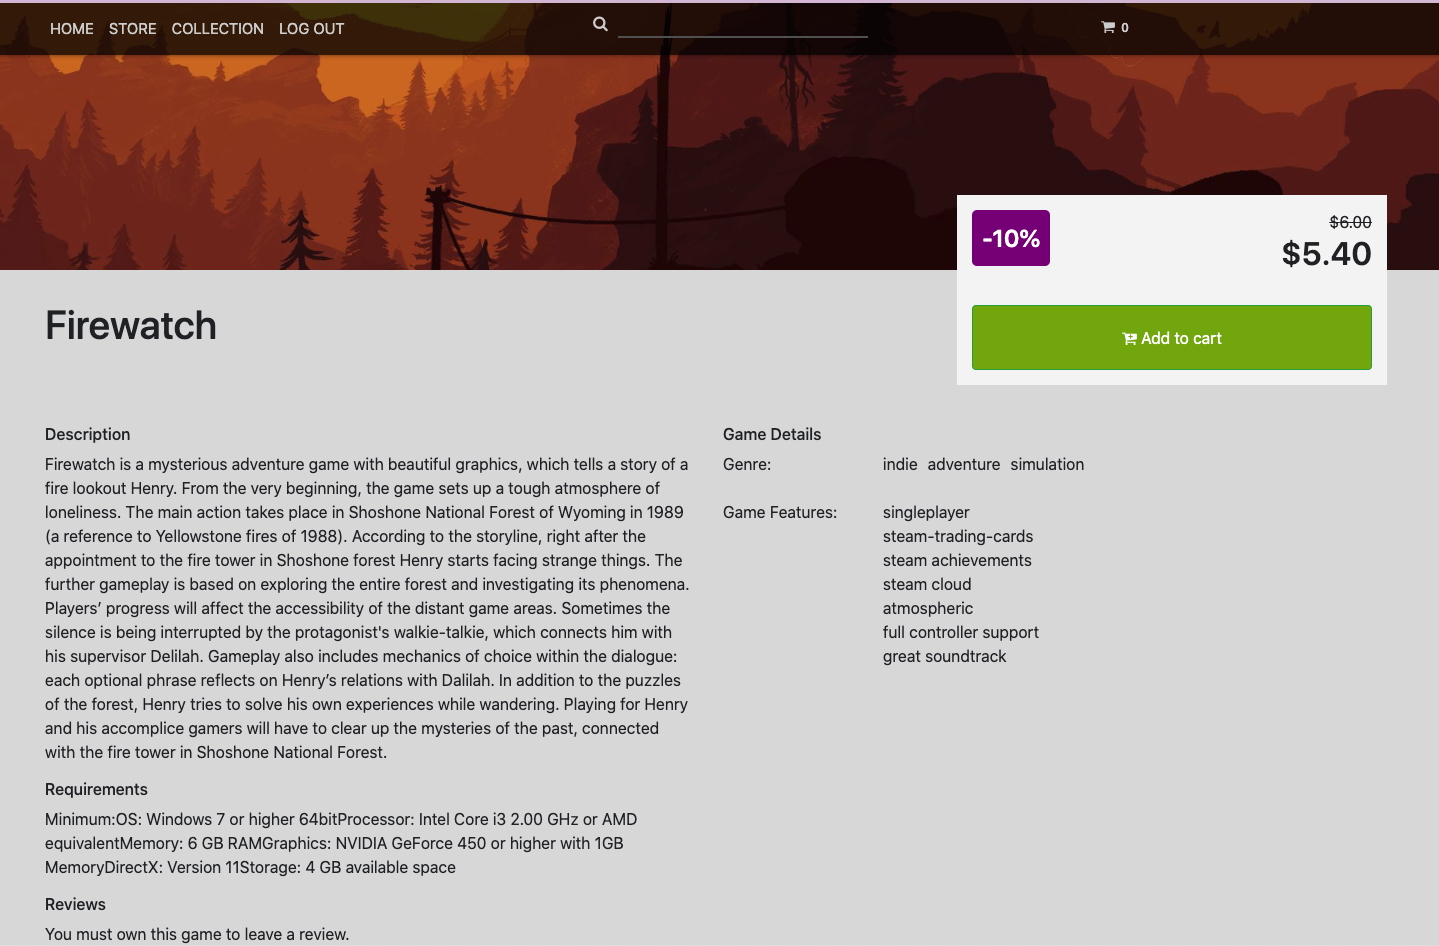 HOME STORE COLLECTION LOG OUT
0
-10%
$6.00
$5.40
Add to cart
Firewatch
Description
Firewatch is a mysterious adventure game with beautiful graphics, which tells a story of a
fire lookout Henry. From the very beginning, the game sets up a tough atmosphere of
loneliness. The main action takes place in Shoshone National Forest of Wyoming in 1989
(a reference to Yellowstone fires of 1988). According to the storyline, right after the
appointment to the fire tower in Shoshone forest Henry starts facing strange things. The
further gameplay is based on exploring the entire forest and investigating its phenomena.
Players’ progress will affect the accessibility of the distant game areas. Sometimes the
silence is being interrupted by the protagonist's walkie-talkie, which connects him with
his supervisor Delilah. Gameplay also includes mechanics of choice within the dialogue:
each optional phrase reflects on Henry’s relations with Dalilah. In addition to the puzzles
of the forest, Henry tries to solve his own experiences while wandering. Playing for Henry
and his accomplice gamers will have to clear up the mysteries of the past, connected
with the fire tower in Shoshone National Forest.
Requirements
Minimum:OS: Windows 7 or higher 64bitProcessor: Intel Core i3 2.00 GHz or AMD
equivalentMemory: 6 GB RAMGraphics: NVIDIA GeForce 450 or higher with 1GB
MemoryDirectX: Version 11Storage: 4 GB available space
Reviews
You must own this game to leave a review.
Game Details
Genre: indie adventure simulation
Game Features: singleplayer
steam-trading-cards
steam achievements
steam cloud
atmospheric
full controller support
great soundtrack